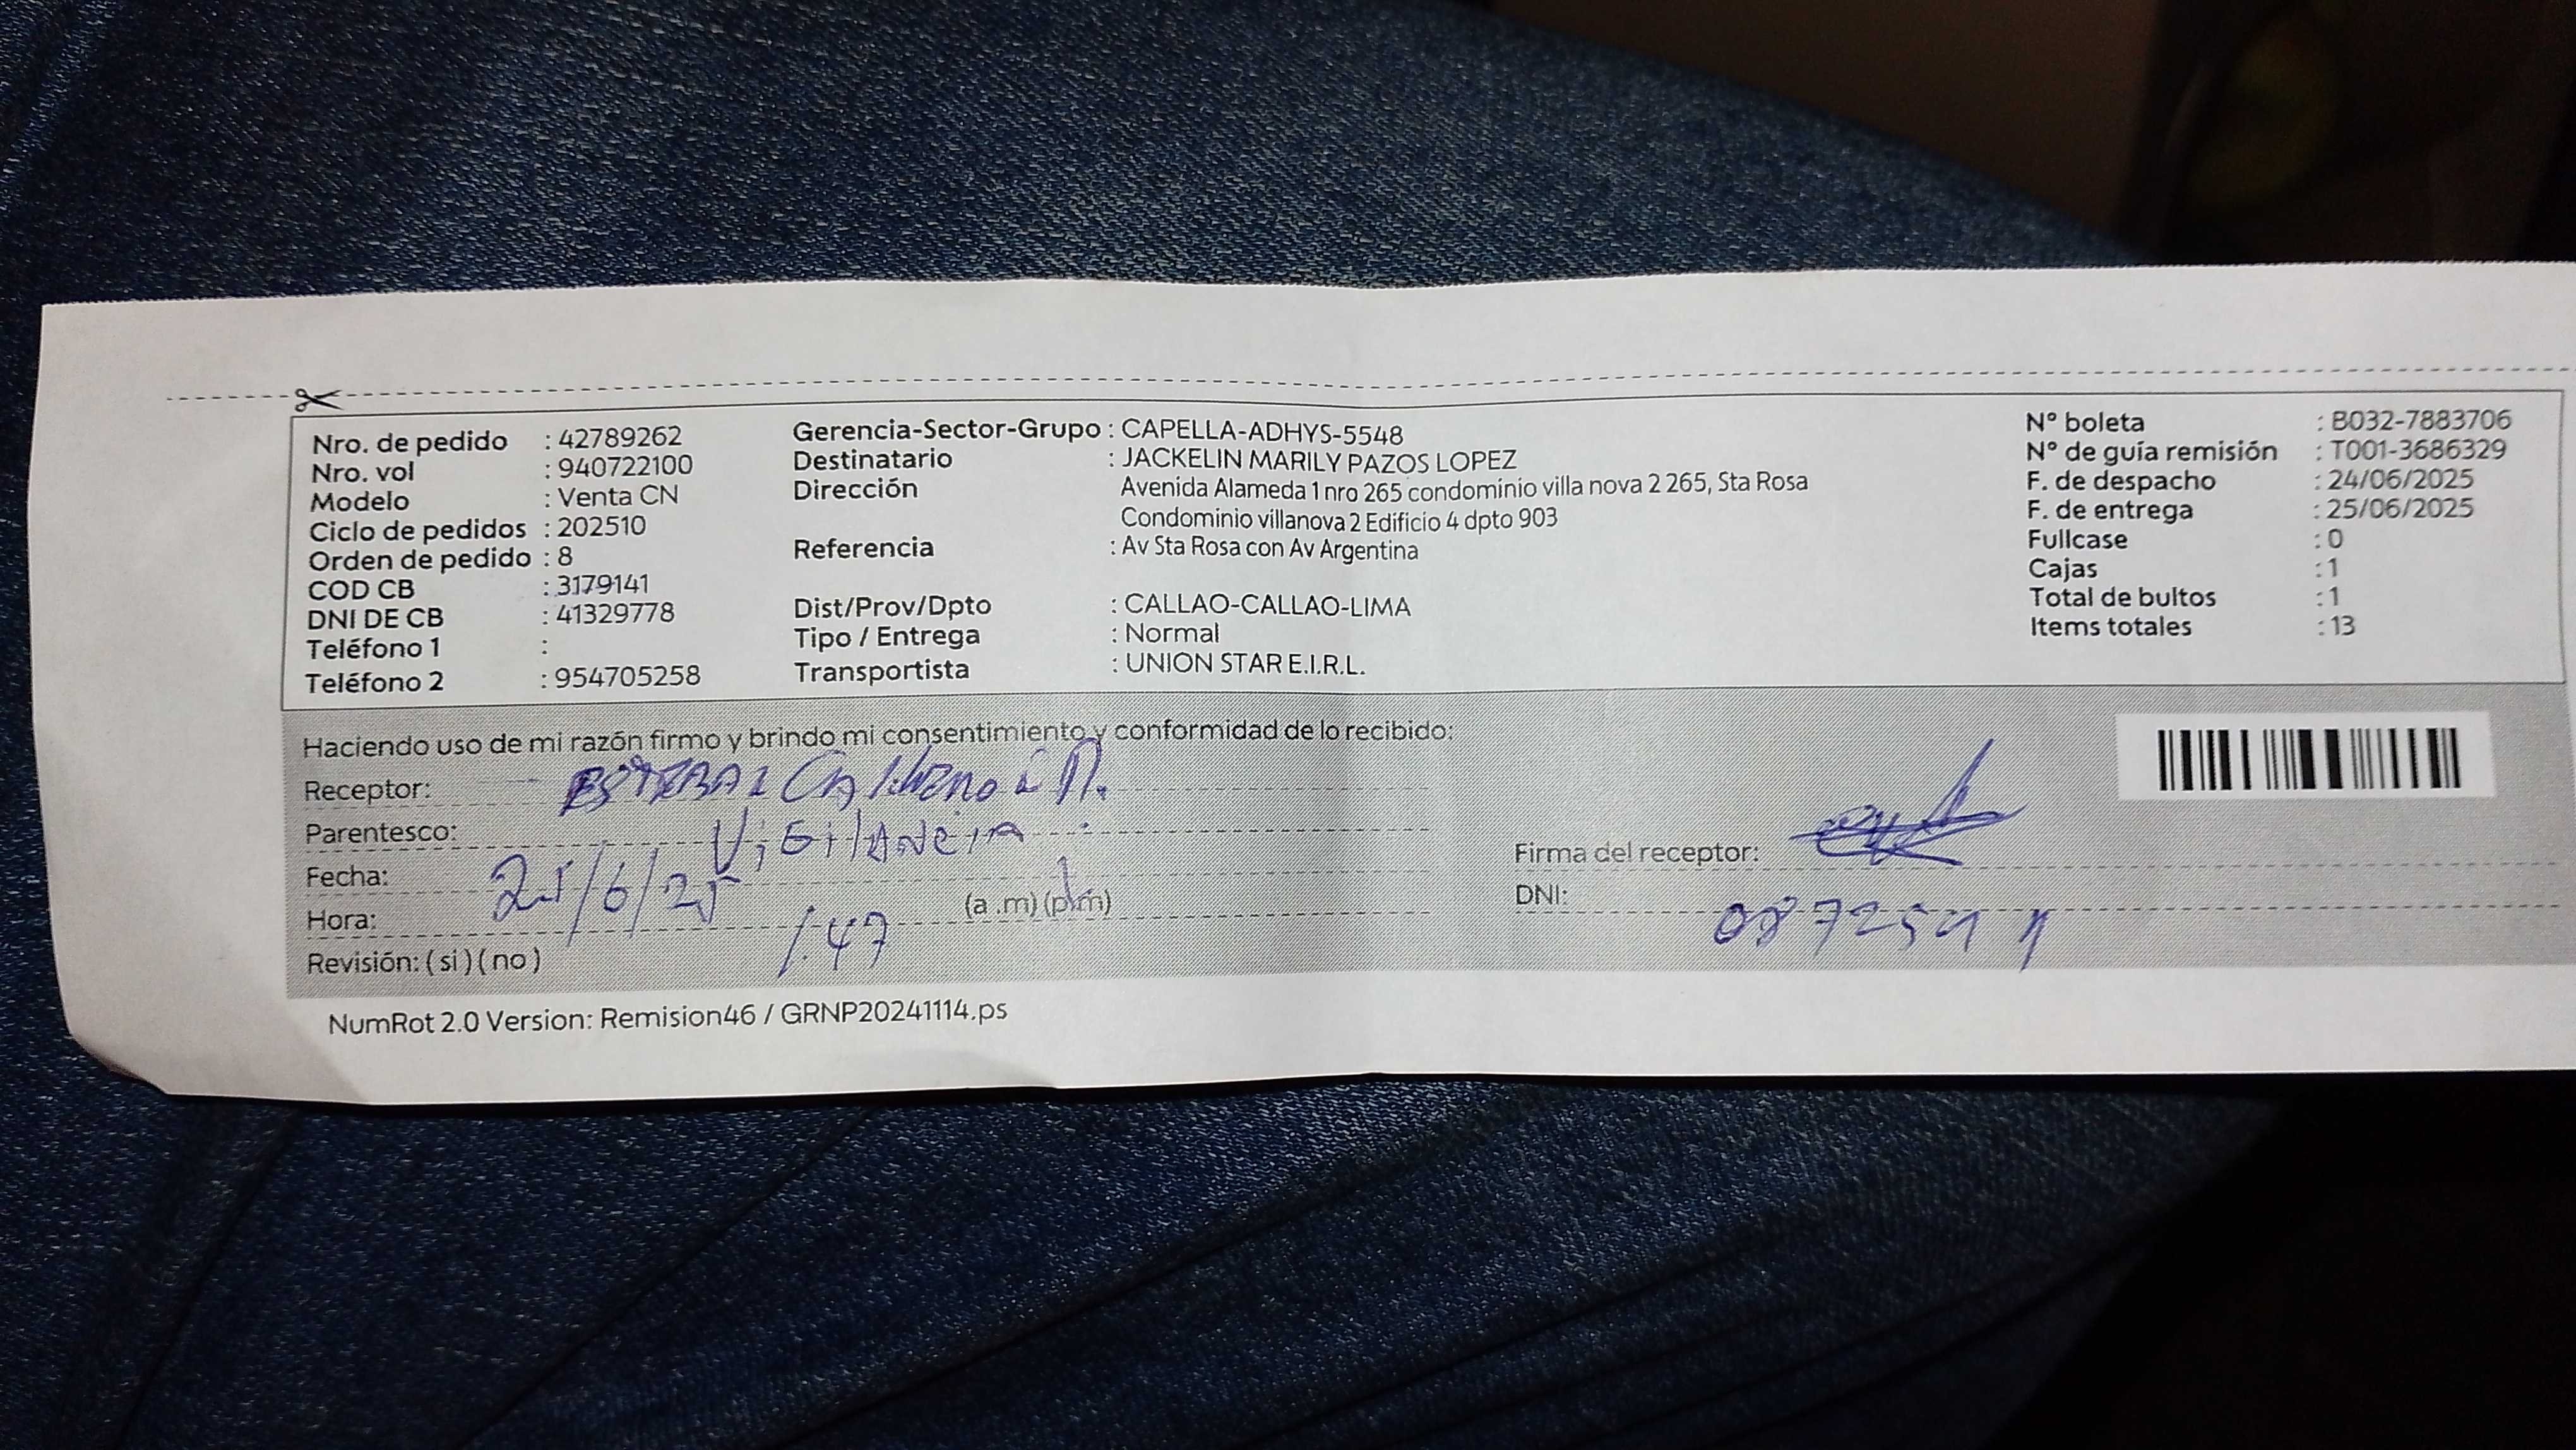 Nro. de pedido : 42789262
Nro. vol : 940722100
Modelo : Venta CN
Ciclo de pedidos : 202510
Orden de pedido : 8
COD CB : 3179141
DNI DE CB : 41329778
Teléfono 1 :
Teléfono 2 : 954705258
Gerencia-Sector-Grupo : CAPELLA-ADHYS-5548
Destinatario : JACKELIN MARILY PAZOS LOPEZ
Dirección Avenida Alameda 1 nro 265 condominio villa nova 2 265, Sta Rosa
Condominio villanova 2 Edificio 4 dpto 903
Referencia : Av Sta Rosa con Av Argentina
Dist/Prov/Dpto : CALLAO-CALLAO-LIMA
Tipo / Entrega : Normal
Transportista : UNION STAR E.I.R.L.
N° boleta : B032-7883706
N° de guía remisión : T001-3686329
F. de despacho : 24/06/2025
F. de entrega : 25/06/2025
Fullcase : 0
Cajas : 1
Total de bultos : 1
Items totales : 13
Haciendo uso de mi razón firmo y brindo mi consentimiento y conformidad de lo recibido:
Receptor:
Parentesco: ViGiLANCiA
Fecha: 25/6/25
Hora: 1.47 (a .m) (p.m)
Revisión: ( si ) ( no )
Firma del receptor:
DNI:
NumRot 2.0 Version: Remision46 / GRNP20241114.ps